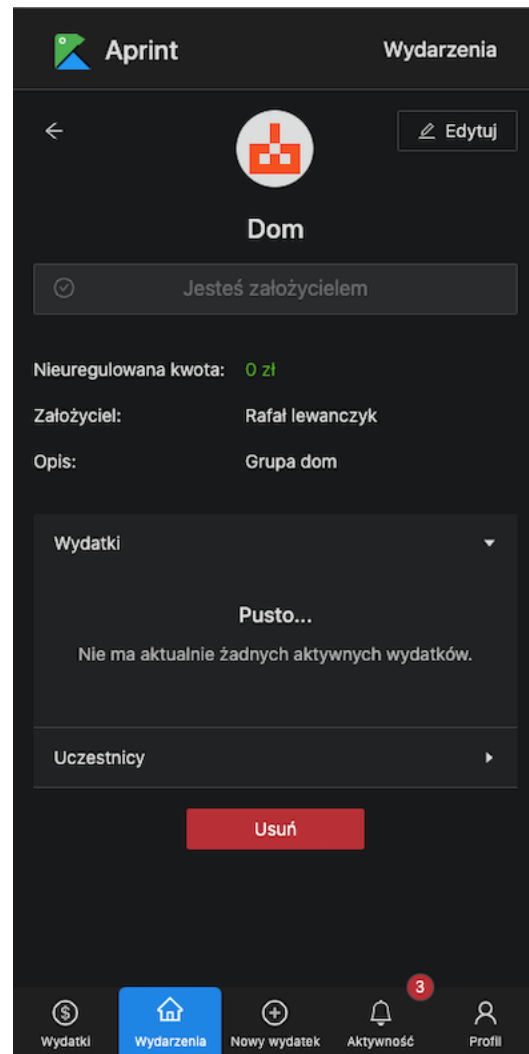 Aprint
Wydarzenia
Edytuj
Dom
Jesteś założycielem
Nieuregulowana kwota: 0 zł
Założyciel: Rafał lewanczyk
Opis: Grupa dom
Wydatki
Pusto...
Nie ma aktualnie żadnych aktywnych wydatków.
Uczestnicy
Usuń
3
Wydatki Wydarzenia Nowy wydatek Aktywność Profil